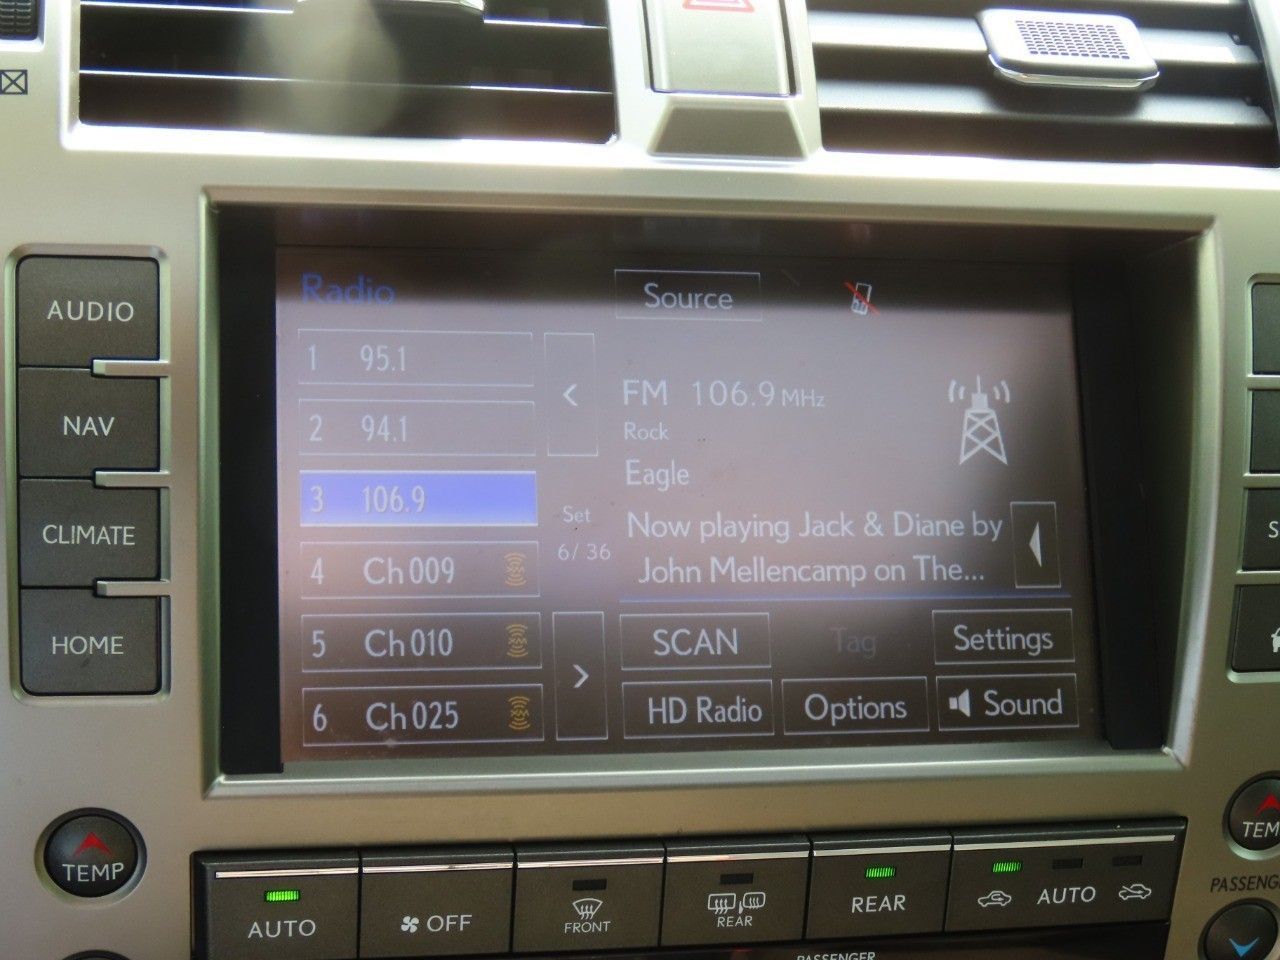 Radio
Source
1 95.1
2 94.1
3 106.9
4 Ch009
5 Ch010
6 Ch025
<
Set
6/ 36
>
FM 106.9 MHz
Rock
Eagle
Now playing Jack & Diane by
John Mellencamp on The...
SCAN
Tag
Settings
HD Radio
Options
Sound
AUDIO
NAV
CLIMATE
HOME
TEMP
AUTO
OFF
FRONT
REAR
REAR
AUTO
PASSENGER